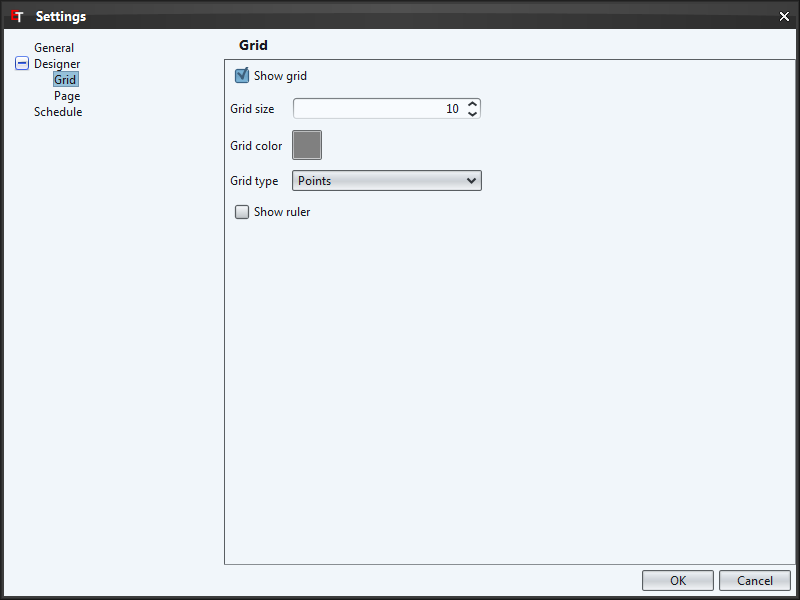 ET Settings
General
Designer
Grid
Page
Schedule
Grid
Show grid
Grid size 10
Grid color
Grid type Points
Show ruler
OK Cancel